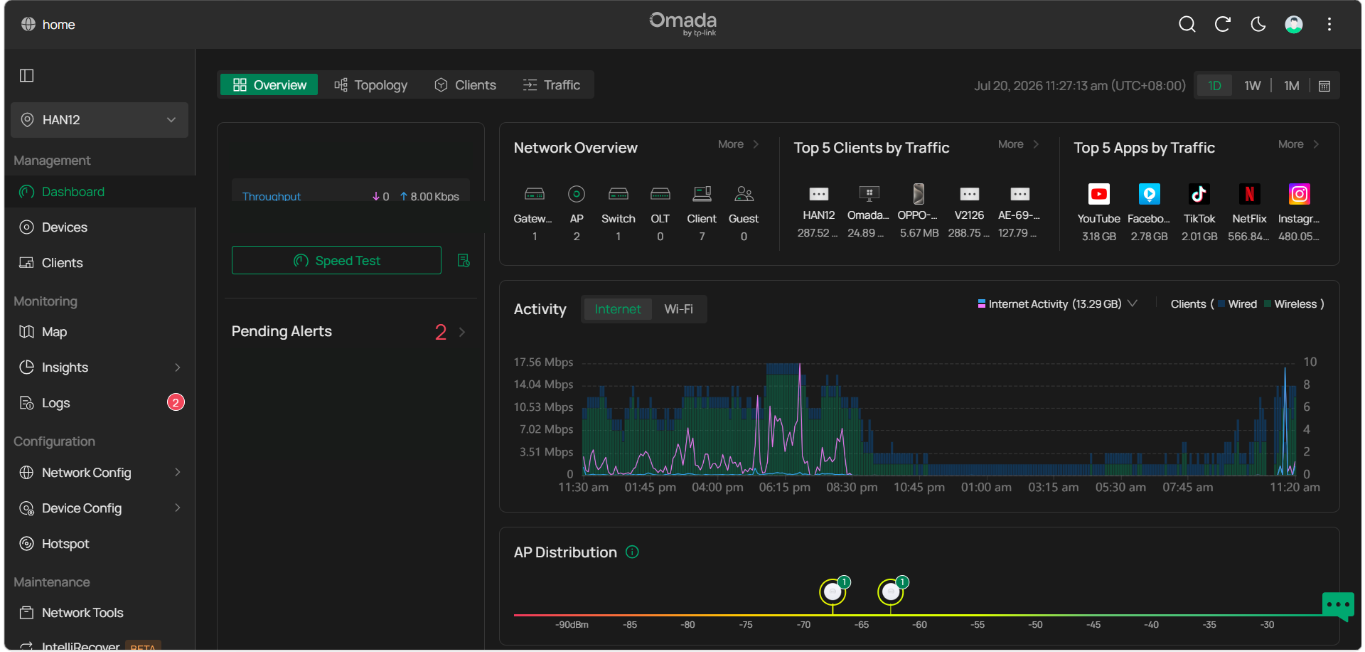 home
Omada
by tp-link
HAN12
Management
Dashboard
Devices
Clients
Monitoring
Map
Insights
Logs
2
Configuration
Network Config
Device Config
Hotspot
Maintenance
Network Tools
IntelliRecover BETA
Overview Topology Clients Traffic
Jul 20, 2026 11:27:13 am (UTC+08:00) 1D 1W 1M
Throughput 0 8.00 Kbps
Speed Test
Pending Alerts 2
Network Overview More
Gatew... AP Switch OLT Client Guest
1 2 1 0 7 0
Top 5 Clients by Traffic More
HAN12 Omada... OPPO-... V2126 AE-69-...
287.52 ... 24.89 ... 5.67 MB 288.75 ... 127.79 ...
Top 5 Apps by Traffic More
YouTube Facebo... TikTok NetFlix Instagr...
3.18 GB 2.78 GB 2.01 GB 566.84... 480.05...
Activity Internet Wi-Fi
Internet Activity (13.29 GB) Clients ( Wired Wireless )
17.56 Mbps 10
14.04 Mbps 8
10.53 Mbps 6
7.02 Mbps 4
3.51 Mbps 2
0 0
11:30 am 01:45 pm 04:00 pm 06:15 pm 08:30 pm 10:45 pm 01:00 am 03:15 am 05:30 am 07:45 am 11:20 am
AP Distribution
1 1
-90dBm -85 -80 -75 -70 -65 -60 -55 -50 -45 -40 -35 -30